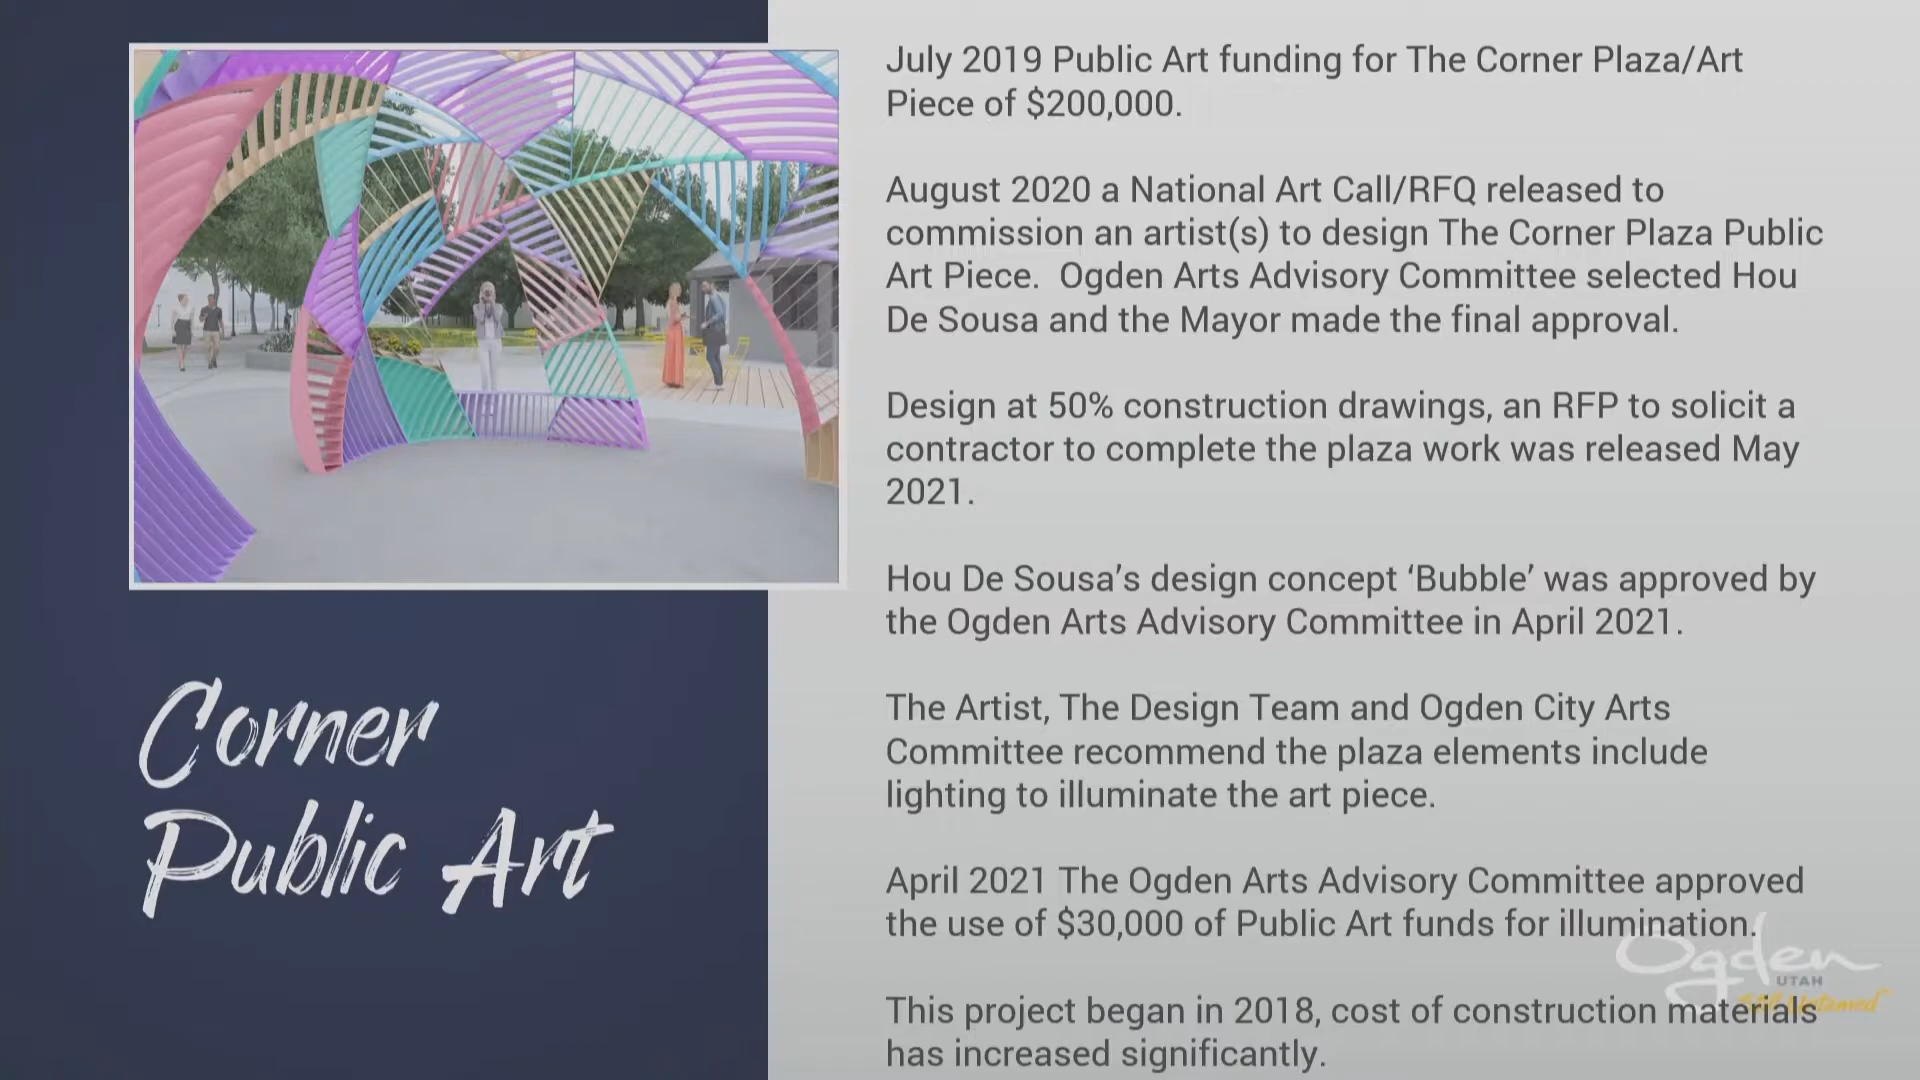 July 2019 Public Art funding for The Corner Plaza/Art
Piece of $200,000.
August 2020 a National Art Call/RFQ released to
commission an artist(s) to design The Corner Plaza Public
Art Piece.  Ogden Arts Advisory Committee selected Hou
De Sousa and the Mayor made the final approval.
Design at 50% construction drawings, an RFP to solicit a
contractor to complete the plaza work was released May
2021.
Hou De Sousa’s design concept ‘Bubble’ was approved by
the Ogden Arts Advisory Committee in April 2021.
The Artist, The Design Team and Ogden City Arts
Committee recommend the plaza elements include
lighting to illuminate the art piece.
April 2021 The Ogden Arts Advisory Committee approved
the use of $30,000 of Public Art funds for illumination.
This project began in 2018, cost of construction materials
has increased significantly.
Corner
Public Art
Ogden
UTAH
Still Untamed